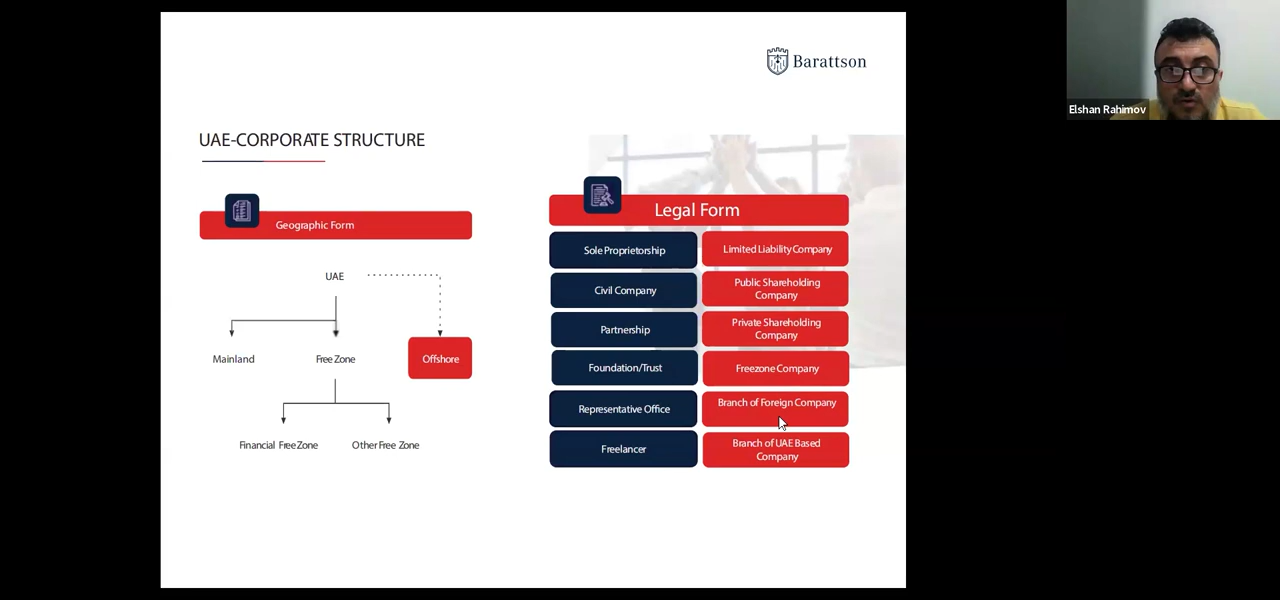 Barattson
Elshan Rahimov
UAE-CORPORATE STRUCTURE
Geographic Form
UAE
Mainland
Free Zone
Offshore
Financial Free Zone
Other Free Zone
Legal Form
Sole Proprietorship
Limited Liability Company
Civil Company
Public Shareholding
Company
Partnership
Private Shareholding
Company
Foundation/Trust
Freezone Company
Representative Office
Branch of Foreign Company
Freelancer
Branch of UAE Based
Company